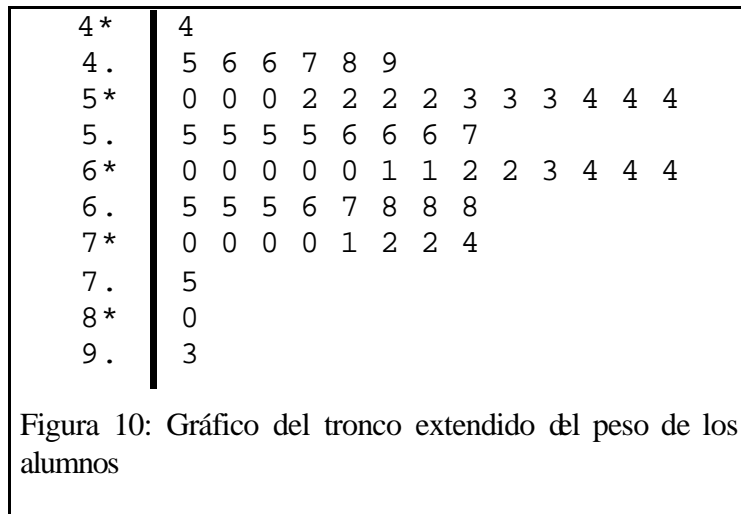 4* 4
4. 5 6 6 7 8 9
5* 0 0 0 2 2 2 2 3 3 3 4 4 4
5. 5 5 5 5 6 6 6 7
6* 0 0 0 0 0 1 1 2 2 3 4 4 4
6. 5 5 5 6 7 8 8 8
7* 0 0 0 0 1 2 2 4
7. 5
8* 0
9. 3
Figura 10: Gráfico del tronco extendido del peso de los
alumnos